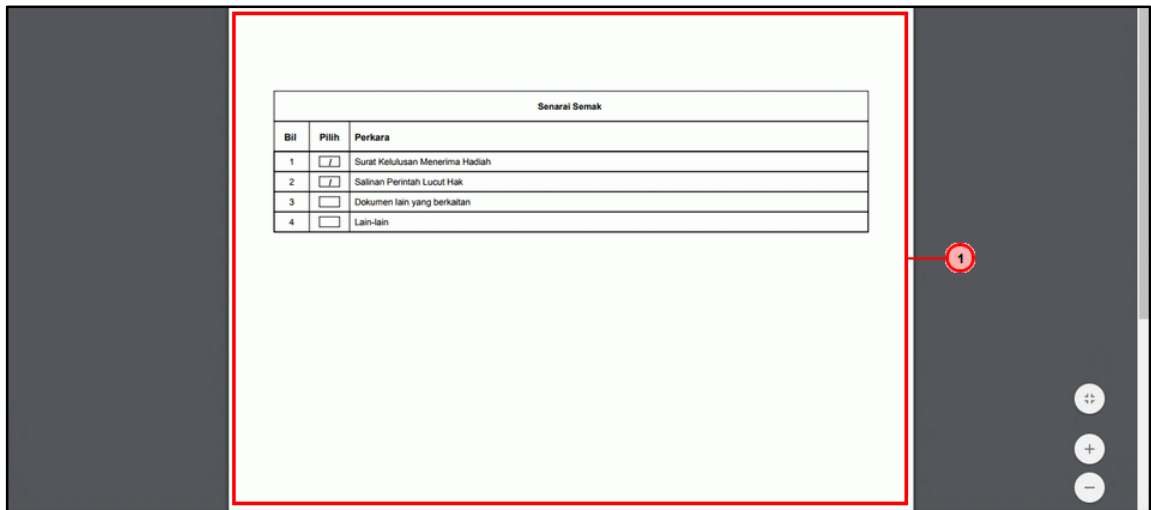 Senarai Semak
Bil Pilih Perkara
1 / Surat Kelulusan Menerima Hadiah
2 / Salinan Perintah Lucut Hak
3 Dokumen lain yang berkaitan
4 Lain-lain
1